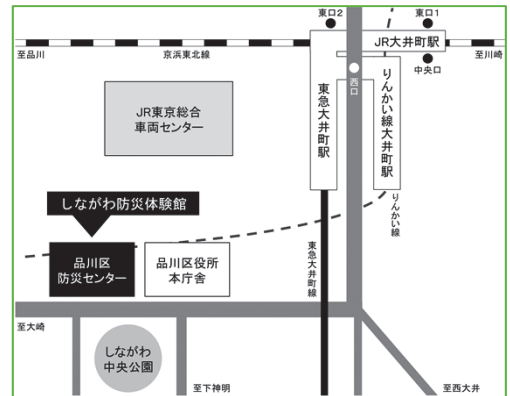 東口2
東口1
JR大井町駅
至品川
京浜東北線
至川崎
中央口
西口
東急大井町駅
りんかい線大井町駅
JR東京総合
車両センター
しながわ防災体験館
りんかい線
品川区
防災センター
品川区役所
本庁舎
東急大井町線
至大崎
しながわ
中央公園
至下神明
至西大井